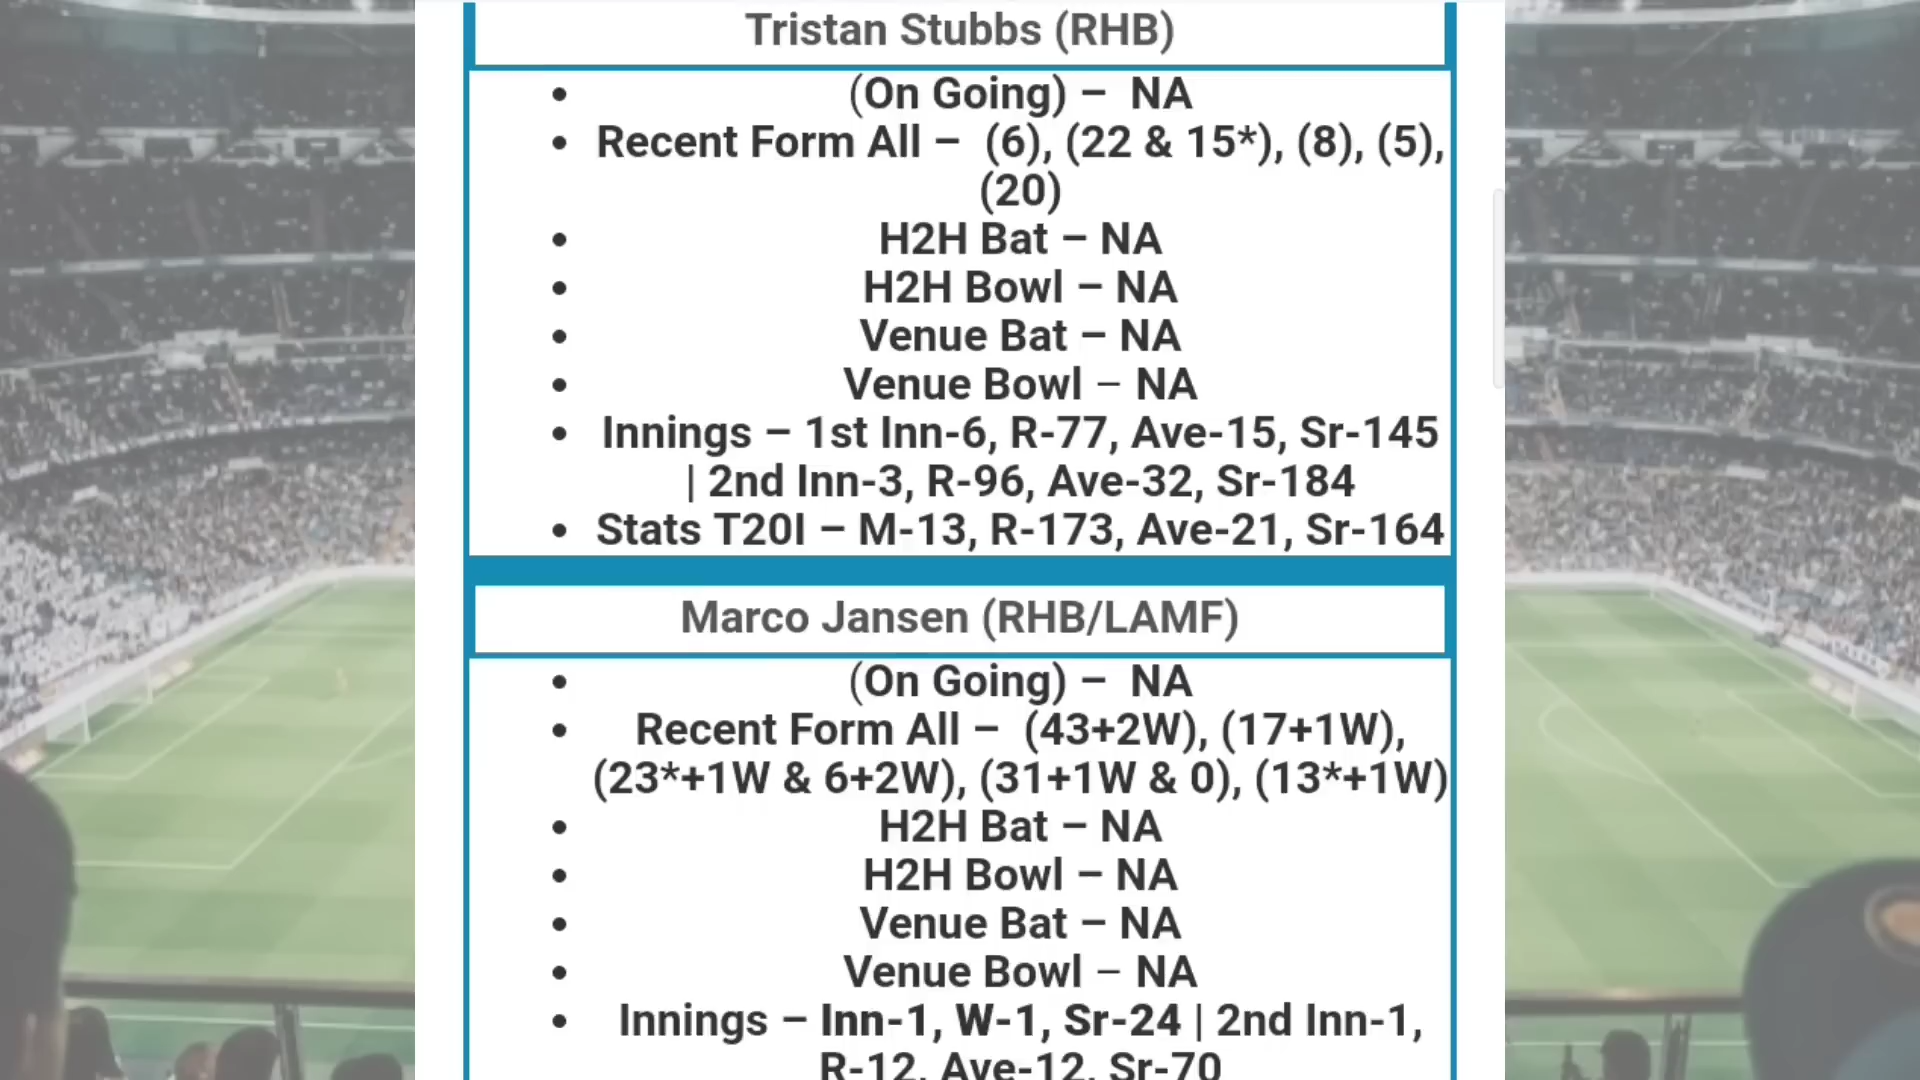 Tristan Stubbs (RHB)
• (On Going) – NA
• Recent Form All – (6), (22 & 15*), (8), (5),
(20)
• H2H Bat – NA
• H2H Bowl – NA
• Venue Bat – NA
• Venue Bowl – NA
• Innings – 1st Inn-6, R-77, Ave-15, Sr-145
| 2nd Inn-3, R-96, Ave-32, Sr-184
• Stats T20I – M-13, R-173, Ave-21, Sr-164
Marco Jansen (RHB/LAMF)
• (On Going) – NA
• Recent Form All – (43+2W), (17+1W),
(23*+1W & 6+2W), (31+1W & 0), (13*+1W)
• H2H Bat – NA
• H2H Bowl – NA
• Venue Bat – NA
• Venue Bowl – NA
• Innings – Inn-1, W-1, Sr-24 | 2nd Inn-1,
R-12, Ave-12, Sr-70